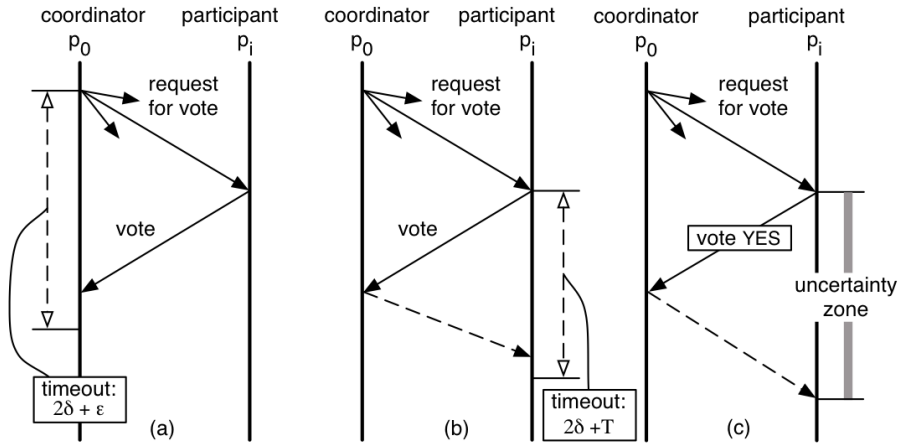 coordinator participant
p0 pi
request
for vote
vote
timeout:
2δ + ε
(a)
coordinator participant
p0 pi
request
for vote
vote
timeout:
2δ +T
(b)
coordinator participant
p0 pi
request
for vote
vote YES
uncertainty
zone
(c)